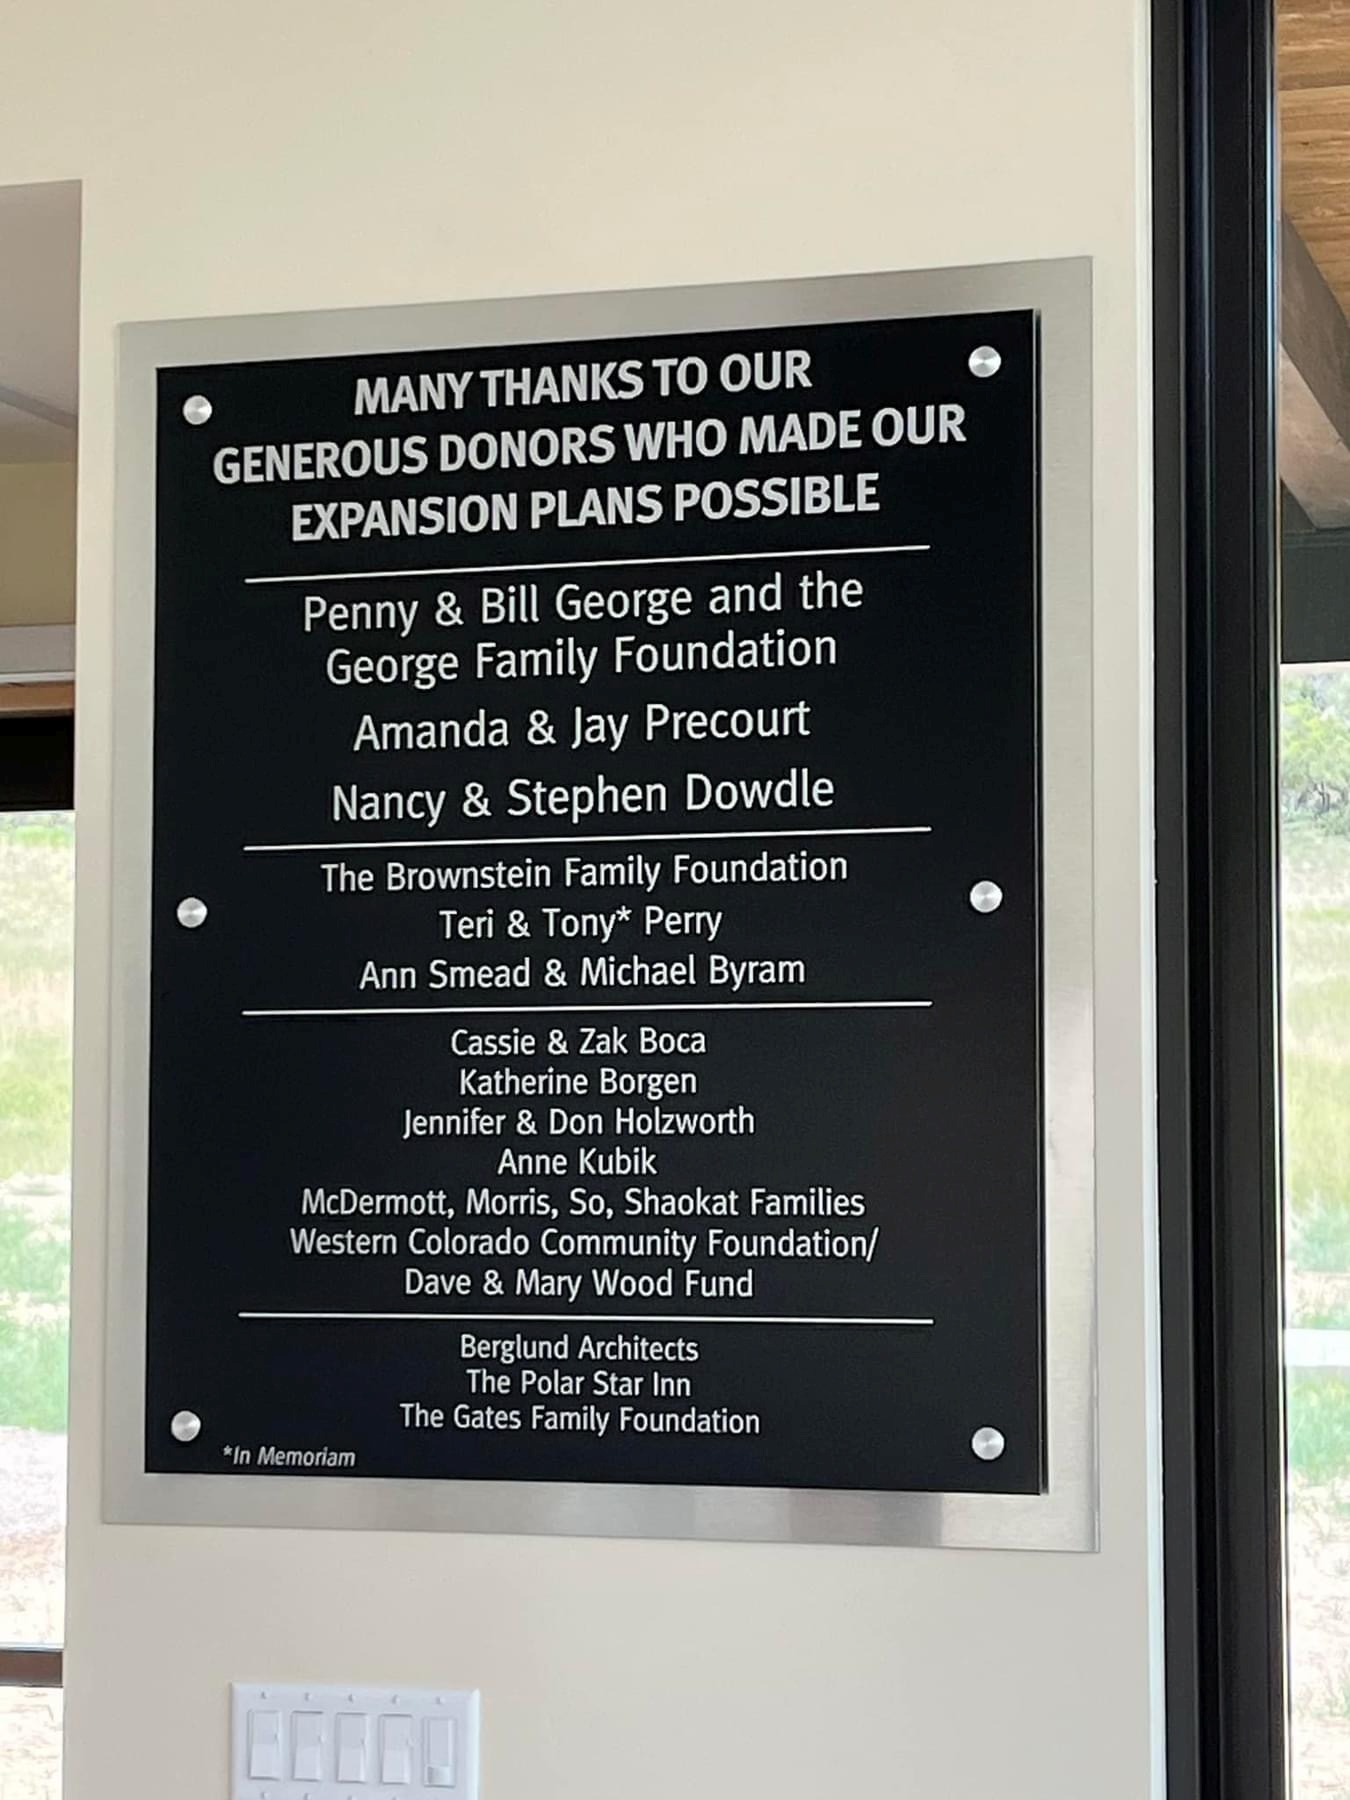 MANY THANKS TO OUR
GENEROUS DONORS WHO MADE OUR
EXPANSION PLANS POSSIBLE
Penny & Bill George and the
George Family Foundation
Amanda & Jay Precourt
Nancy & Stephen Dowdle
The Brownstein Family Foundation
Teri & Tony* Perry
Ann Smead & Michael Byram
Cassie & Zak Boca
Katherine Borgen
Jennifer & Don Holzworth
Anne Kubik
McDermott, Morris, So, Shaokat Families
Western Colorado Community Foundation/
Dave & Mary Wood Fund
Berglund Architects
The Polar Star Inn
The Gates Family Foundation
*In Memoriam